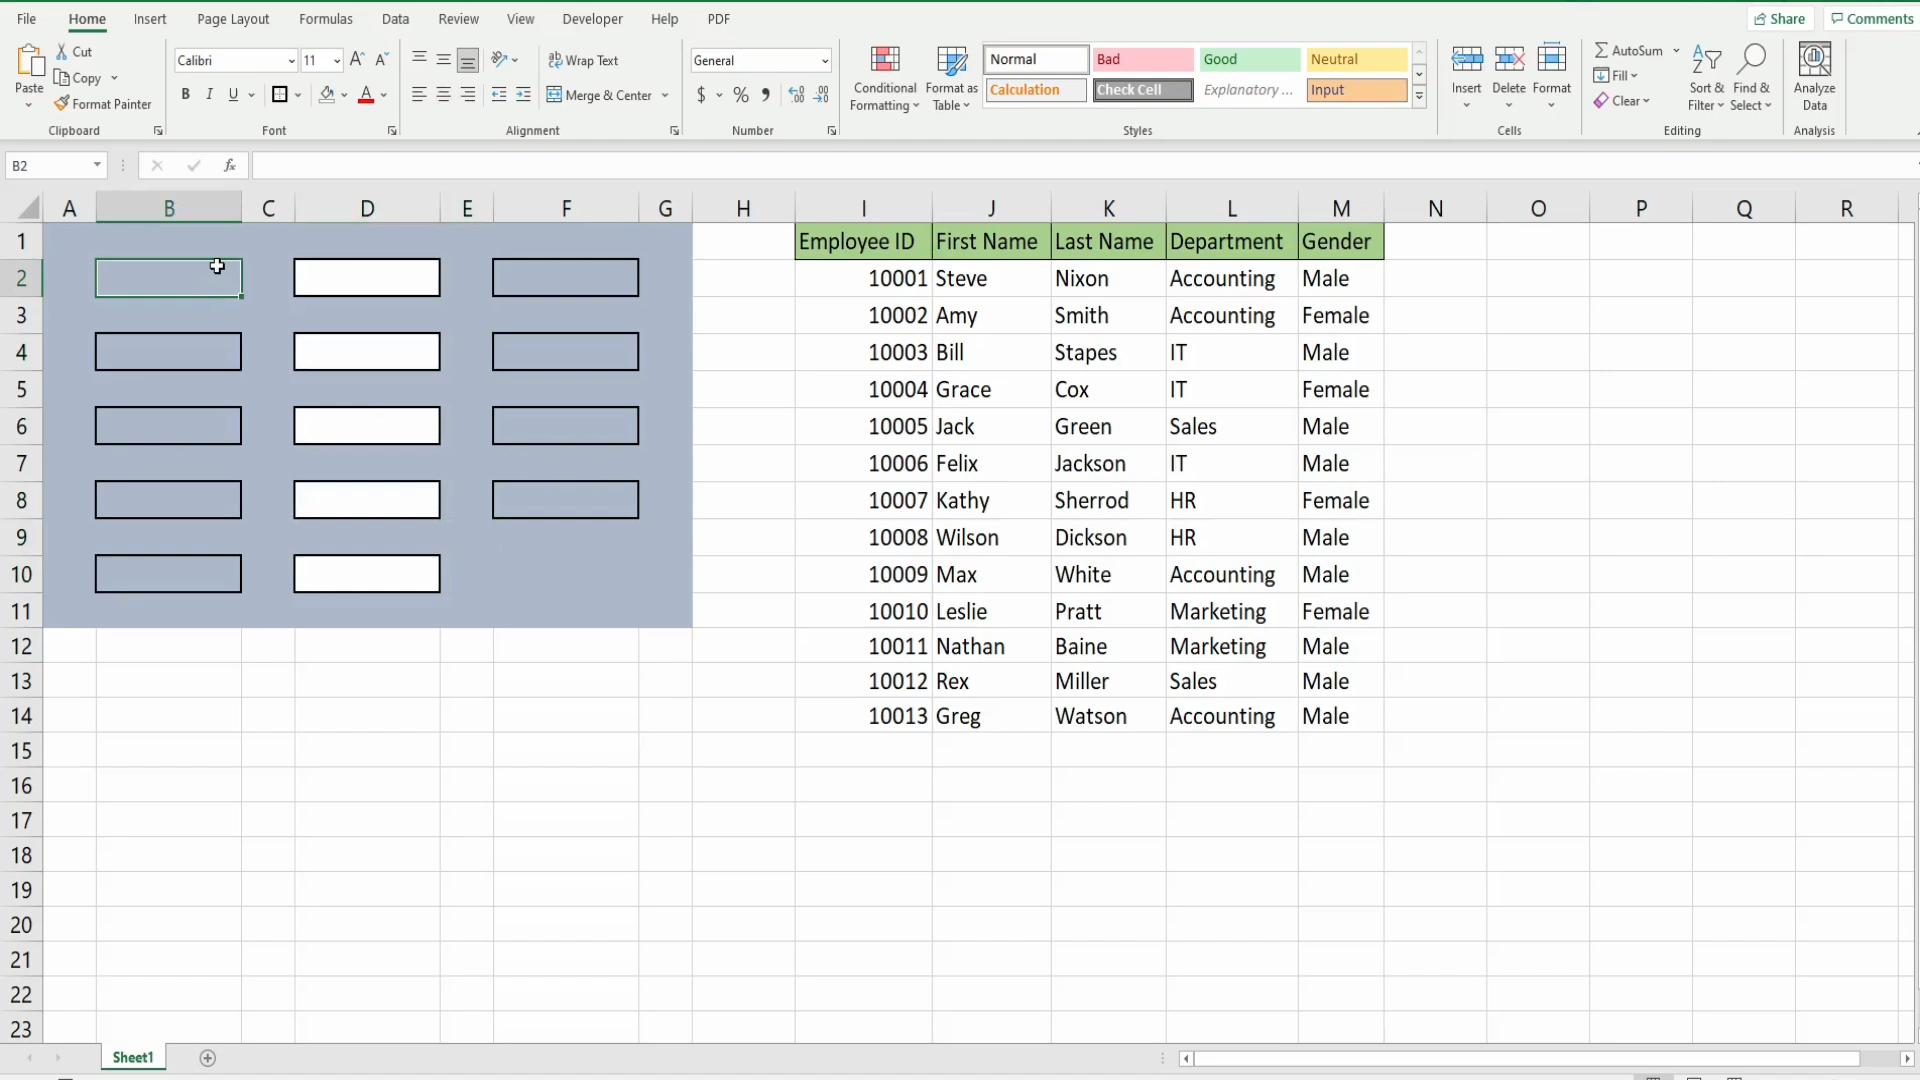 File Home Insert Page Layout Formulas Data Review View Developer Help PDF Share Comments
Paste Cut Copy Format Painter Clipboard
Calibri 11 A A B I U A Font
Wrap Text Merge & Center Alignment
General $ % , Number
Conditional Formatting Format as Table
Normal Bad Good Neutral
Calculation Check Cell Explanatory ... Input
Styles
Insert Delete Format Cells
AutoSum Fill Clear Sort & Filter Find & Select Editing
Analyze Data Analysis
B2 fx
A B C D E F G H I J K L M N O P Q R
1 Employee ID First Name Last Name Department Gender
2 10001 Steve Nixon Accounting Male
3 10002 Amy Smith Accounting Female
4 10003 Bill Stapes IT Male
5 10004 Grace Cox IT Female
6 10005 Jack Green Sales Male
7 10006 Felix Jackson IT Male
8 10007 Kathy Sherrod HR Female
9 10008 Wilson Dickson HR Male
10 10009 Max White Accounting Male
11 10010 Leslie Pratt Marketing Female
12 10011 Nathan Baine Marketing Male
13 10012 Rex Miller Sales Male
14 10013 Greg Watson Accounting Male
15
16
17
18
19
20
21
22
23
Sheet1